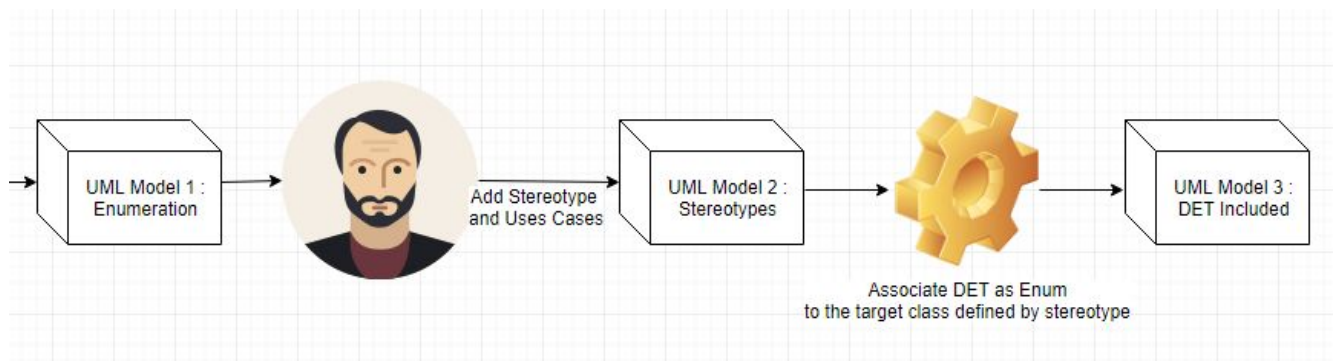 UML Model 1 :
Enumeration
Add Stereotype
and Uses Cases
UML Model 2 :
Stereotypes
Associate DET as Enum
to the target class defined by stereotype
UML Model 3 :
DET Included